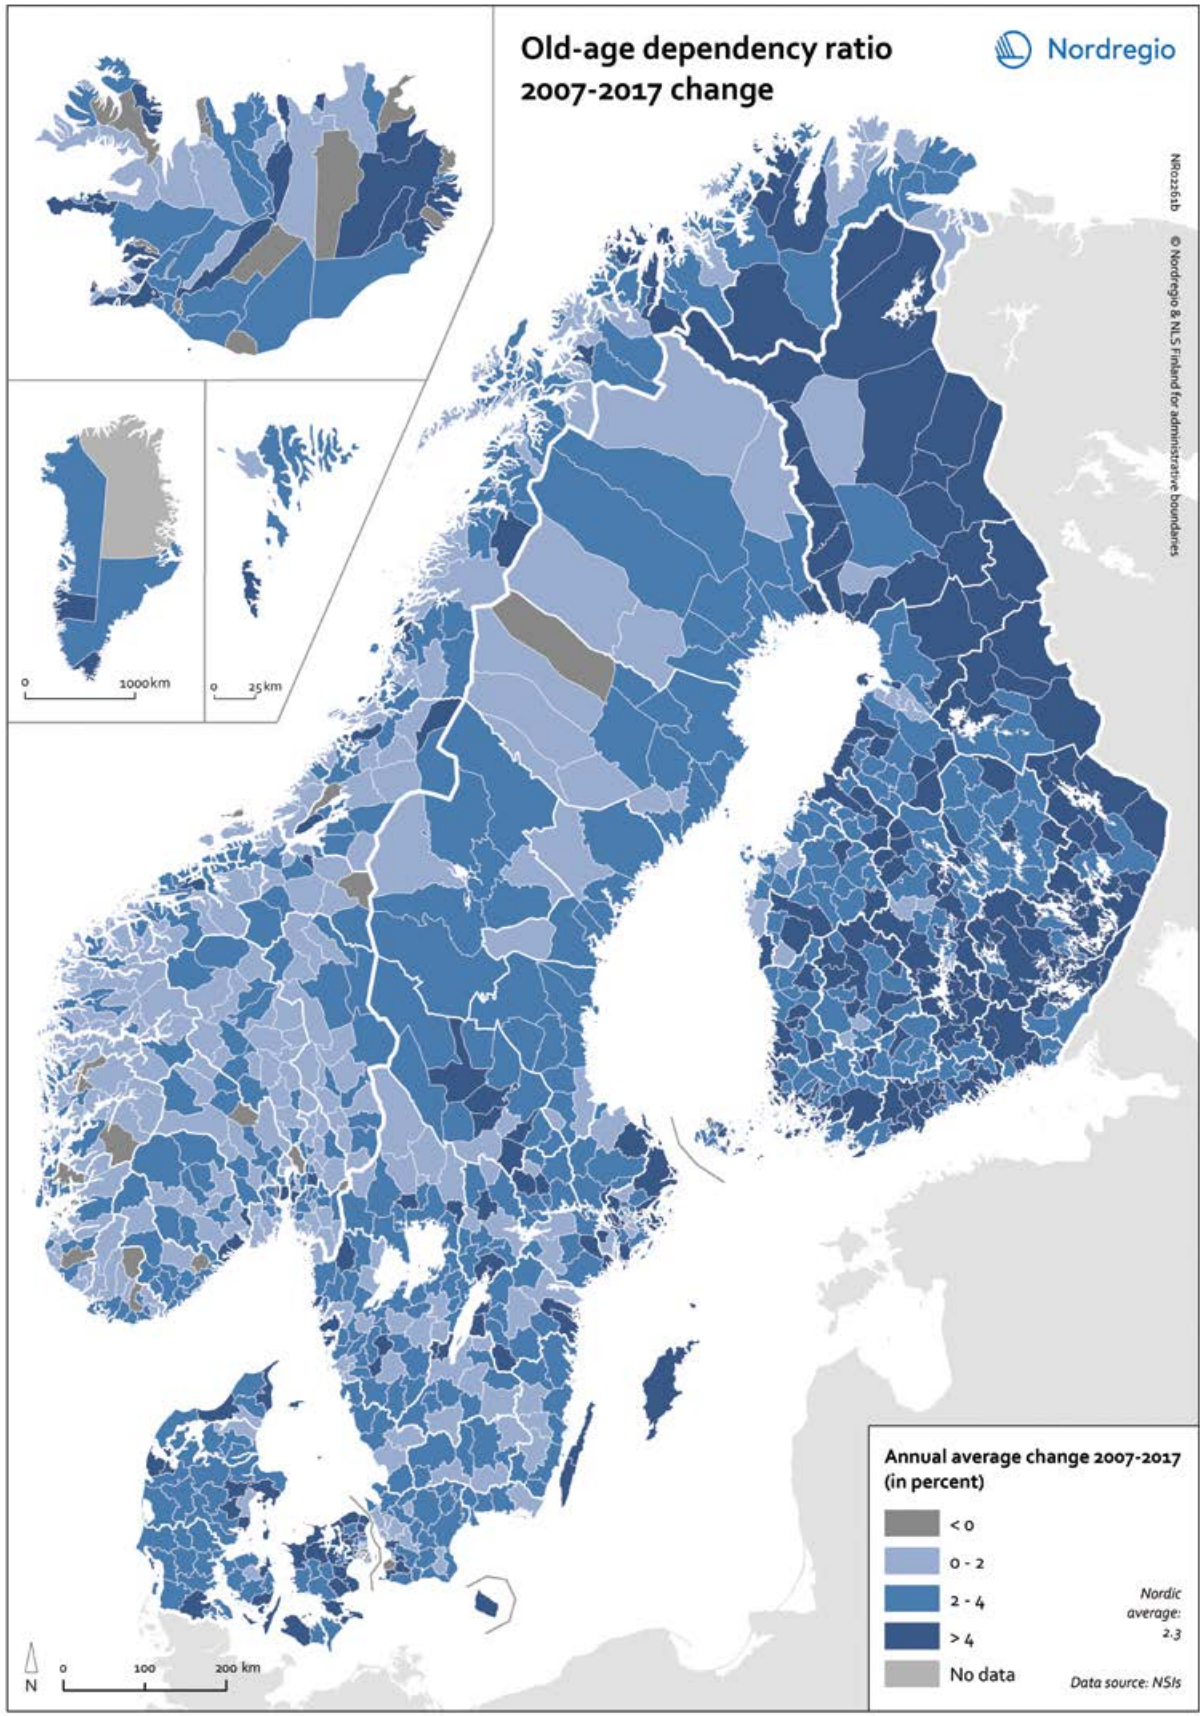 Old-age dependency ratio
2007-2017 change
Nordregio
NR02261b © Nordregio & NLS Finland for administrative boundaries
0 1000km
0 25km
Annual average change 2007-2017
(in percent)
< 0
0 - 2
2 - 4
> 4
No data
Nordic
average:
2.3
Data source: NSIs
N
0 100 200 km